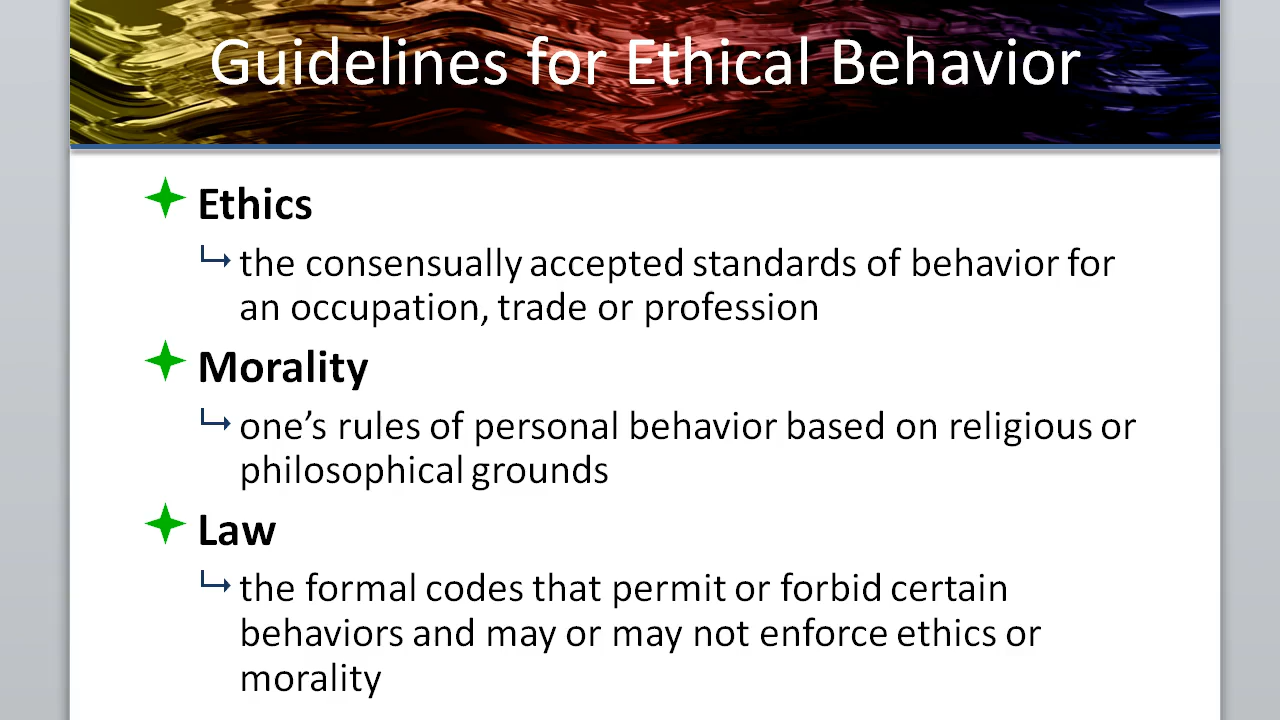 Guidelines for Ethical Behavior
Ethics
the consensually accepted standards of behavior for
an occupation, trade or profession
Morality
one’s rules of personal behavior based on religious or
philosophical grounds
Law
the formal codes that permit or forbid certain
behaviors and may or may not enforce ethics or
morality